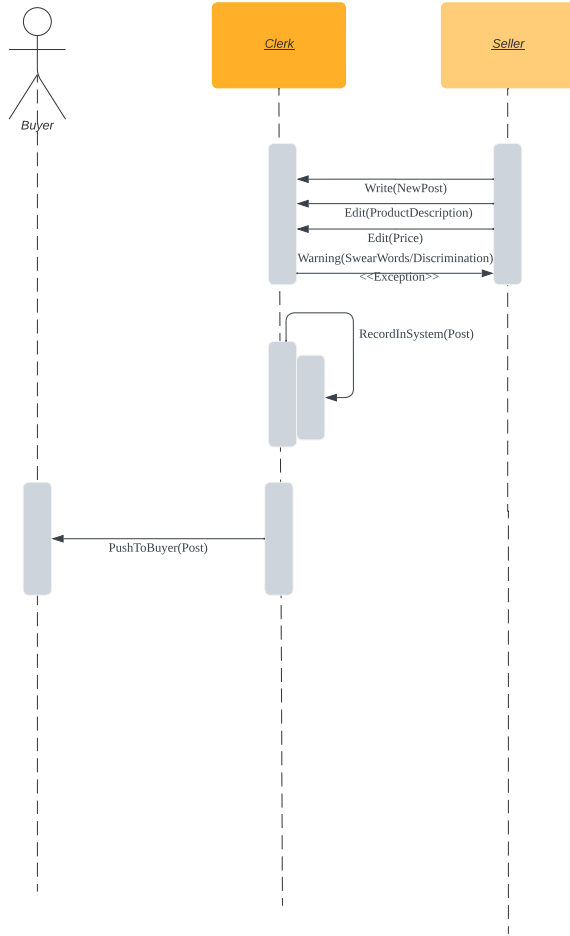 Clerk
Seller
Buyer
Write(NewPost)
Edit(ProductDescription)
Edit(Price)
Warning(SwearWords/Discrimination)
<<Exception>>
RecordInSystem(Post)
PushToBuyer(Post)